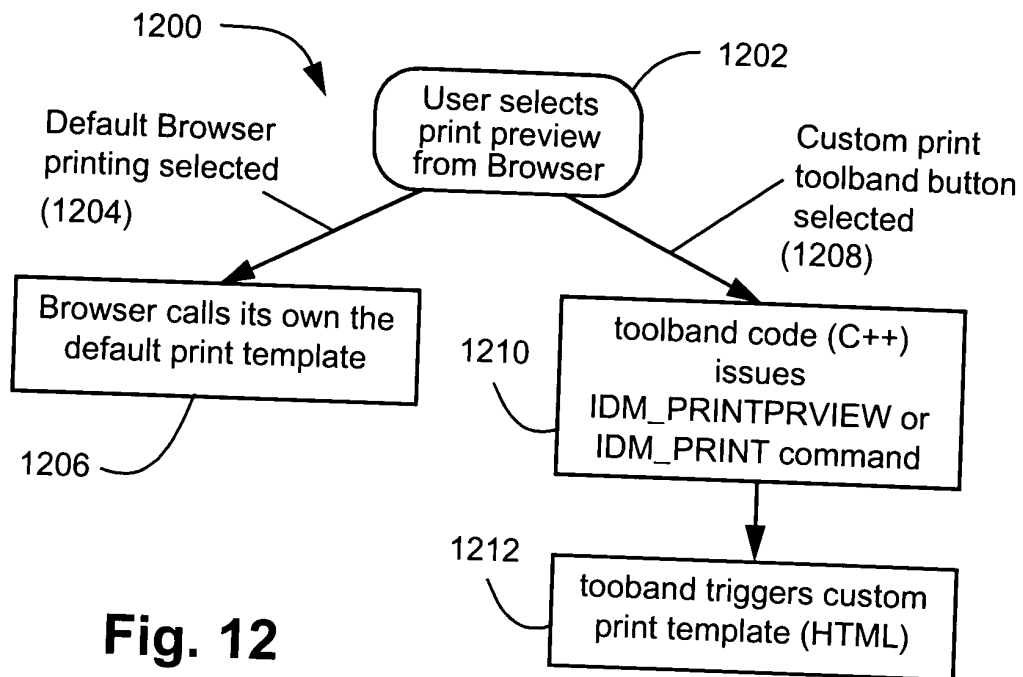 1200
1202
User selects
print preview
from Browser
Default Browser
printing selected
(1204)
Custom print
toolband button
selected
(1208)
Browser calls its own the
default print template
1206
1210
toolband code (C++)
issues
IDM_PRINTPRVIEW or
IDM_PRINT command
1212
tooband triggers custom
print template (HTML)
Fig. 12